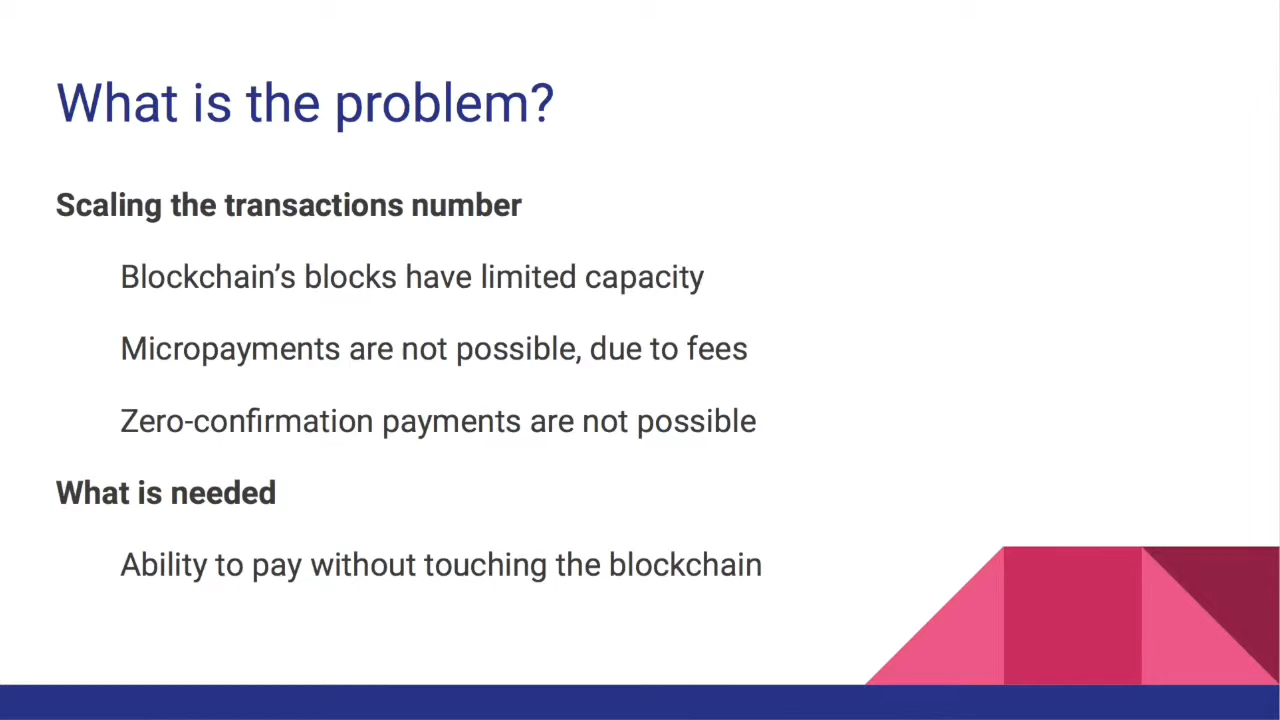 What is the problem?
Scaling the transactions number
Blockchain’s blocks have limited capacity
Micropayments are not possible, due to fees
Zero-confirmation payments are not possible
What is needed
Ability to pay without touching the blockchain